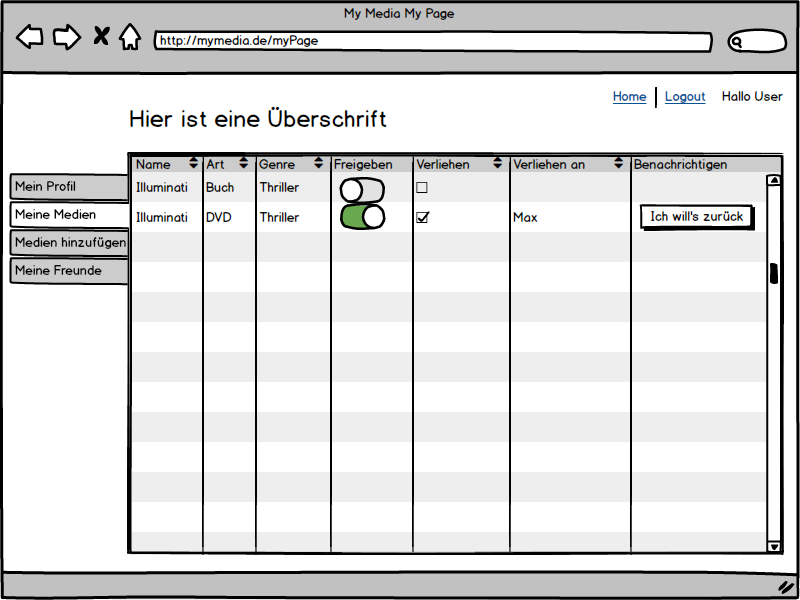 My Media My Page
http://mymedia.de/myPage
Home Logout Hallo User
Hier ist eine Überschrift
Name Art Genre Freigeben Verliehen Verliehen an Benachrichtigen
Mein Profil
Meine Medien
Medien hinzufügen
Meine Freunde
Illuminati Buch Thriller
Illuminati DVD Thriller Max Ich will's zurück